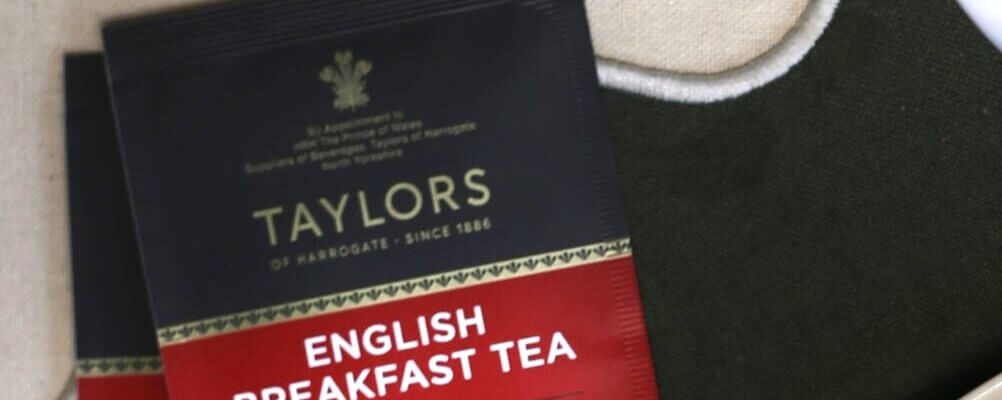 By Appointment to
HRH The Prince of Wales
Suppliers of Beverages, Taylors of Harrogate
North Yorkshire
TAYLORS
OF HARROGATE · SINCE 1886
ENGLISH
BREAKFAST TEA